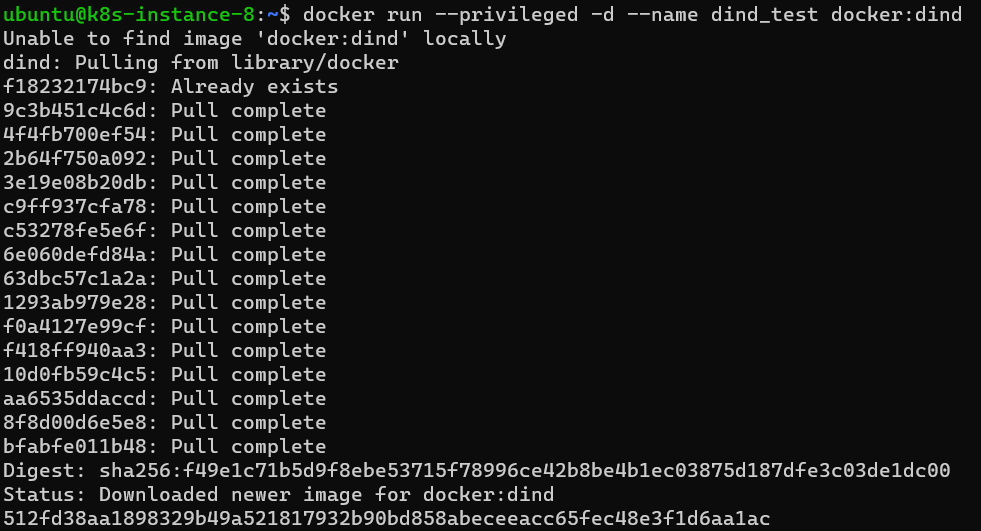 ubuntu@k8s-instance-8:~$ docker run --privileged -d --name dind_test docker:dind
Unable to find image 'docker:dind' locally
dind: Pulling from library/docker
f18232174bc9: Already exists
9c3b451c4c6d: Pull complete
4f4fb700ef54: Pull complete
2b64f750a092: Pull complete
3e19e08b20db: Pull complete
c9ff937cfa78: Pull complete
c53278fe5e6f: Pull complete
6e060defd84a: Pull complete
63dbc57c1a2a: Pull complete
1293ab979e28: Pull complete
f0a4127e99cf: Pull complete
f418ff940aa3: Pull complete
10d0fb59c4c5: Pull complete
aa6535ddaccd: Pull complete
8f8d00d6e5e8: Pull complete
bfabfe011b48: Pull complete
Digest: sha256:f49e1c71b5d9f8ebe53715f78996ce42b8be4b1ec03875d187dfe3c03de1dc00
Status: Downloaded newer image for docker:dind
512fd38aa1898329b49a521817932b90bd858abeceeacc65fec48e3f1d6aa1ac